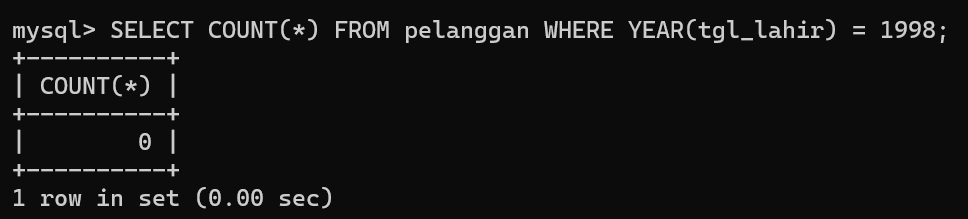 mysql> SELECT COUNT(*) FROM pelanggan WHERE YEAR(tgl_lahir) = 1998;
+----------+
| COUNT(*) |
+----------+
|        0 |
+----------+
1 row in set (0.00 sec)